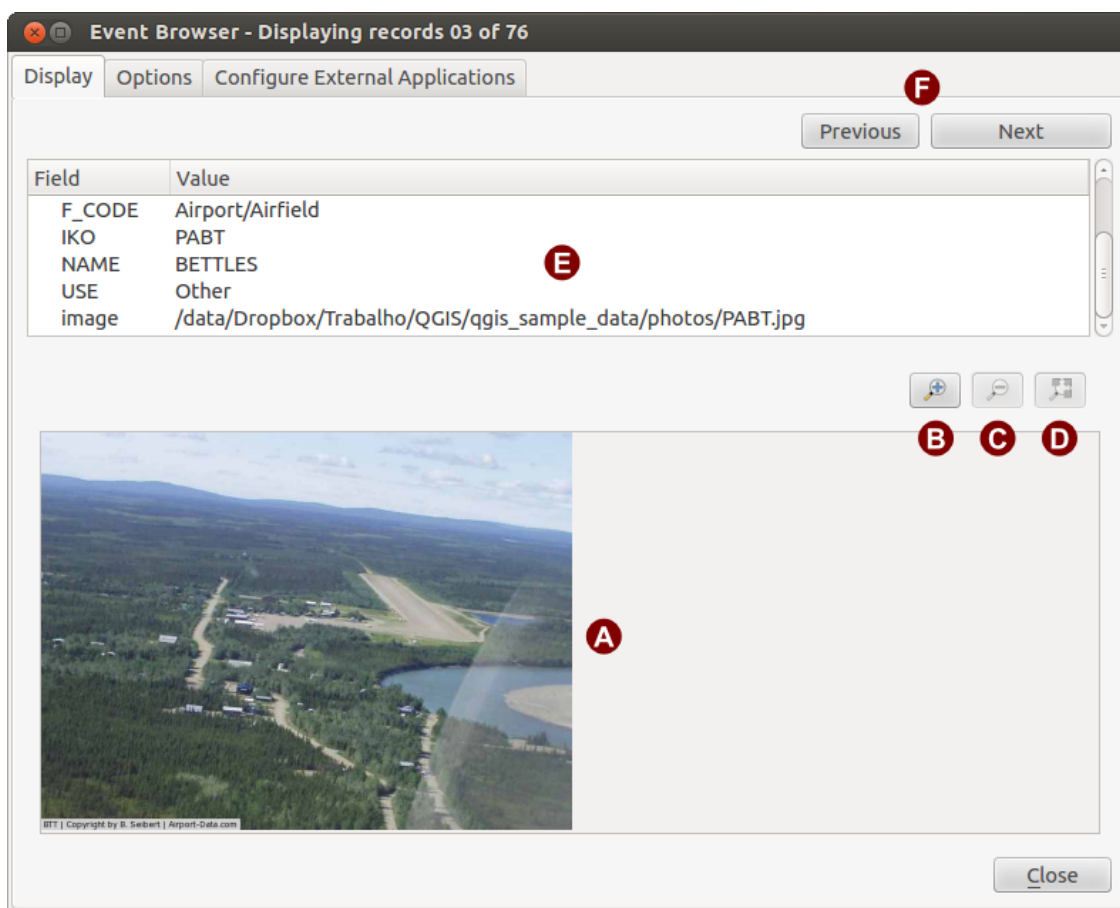 Event Browser - Displaying records 03 of 76
Display Options Configure External Applications
F
Previous Next
Field Value
F_CODE Airport/Airfield
IKO PABT
NAME BETTLES
E
USE Other
image /data/Dropbox/Trabalho/QGIS/qgis_sample_data/photos/PABT.jpg
B C D
A
BTT | Copyright by B. Seibert | Airport-Data.com
Close